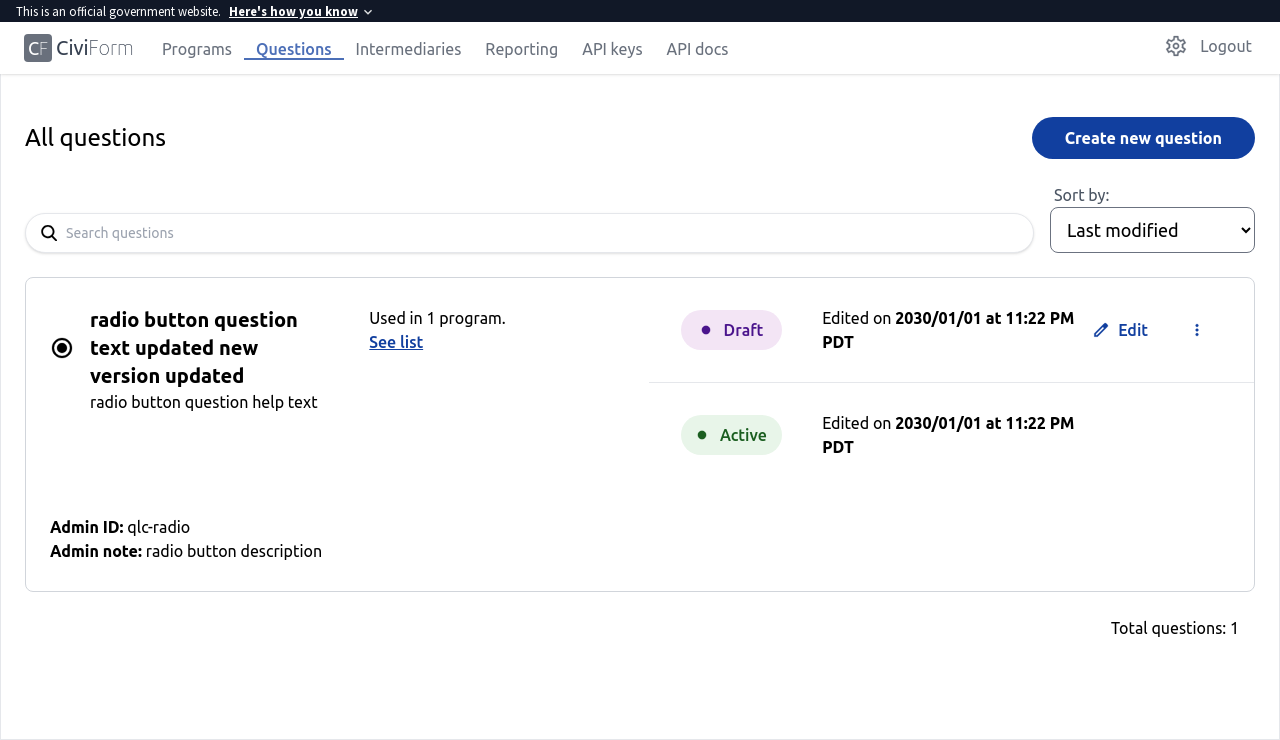 This is an official government website. Here's how you know
CF CiviForm Programs Questions Intermediaries Reporting API keys API docs Logout
All questions
Create new question
Sort by:
Search questions
Last modified
radio button question
text updated new
version updated
radio button question help text
Used in 1 program.
See list
Draft
Edited on 2030/01/01 at 11:22 PM
PDT
Edit
Active
Edited on 2030/01/01 at 11:22 PM
PDT
Admin ID: qlc-radio
Admin note: radio button description
Total questions: 1